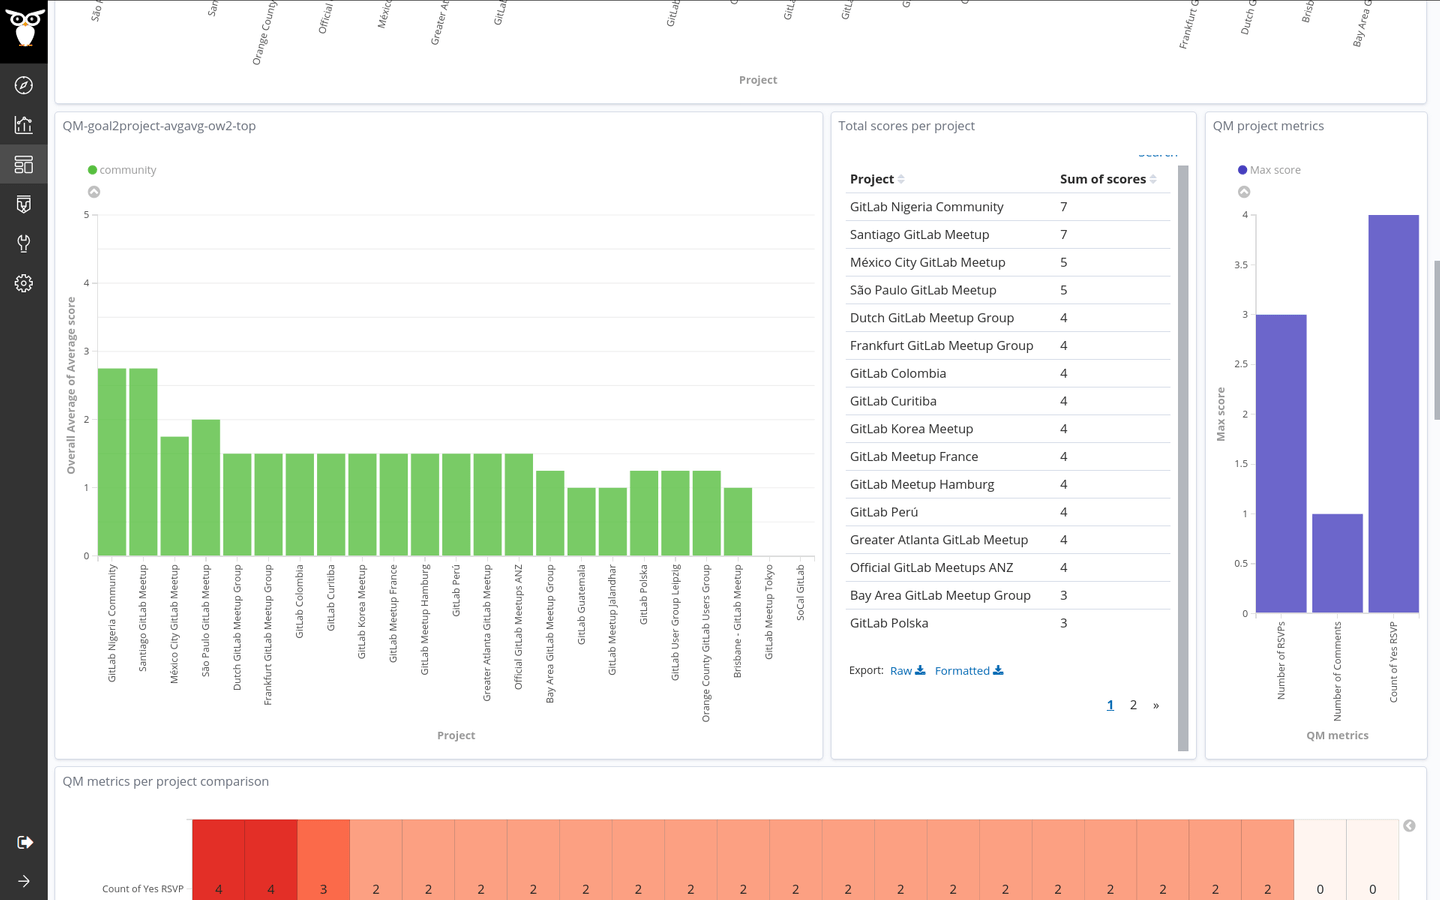 São
San
Orange County
Official
México
Greater At
GitLab
GitLab
GitL
GitL
Frankfurt G
Dutch G
Brisb
Bay Area G
Project
QM-goal2project-avgavg-ow2-top
community
5
4
3
2
1
0
Overall Average of Average score
GitLab Nigeria Community
Santiago GitLab Meetup
México City GitLab Meetup
São Paulo GitLab Meetup
Dutch GitLab Meetup Group
Frankfurt GitLab Meetup Group
GitLab Colombia
GitLab Curitiba
GitLab Korea Meetup
GitLab Meetup France
GitLab Meetup Hamburg
GitLab Perú
Greater Atlanta GitLab Meetup
Official GitLab Meetups ANZ
Bay Area GitLab Meetup Group
GitLab Guatemala
GitLab Meetup Jalandhar
GitLab Polska
GitLab User Group Leipzig
Orange County GitLab Users Group
Brisbane - GitLab Meetup
GitLab Meetup Tokyo
SoCal GitLab
Project
Total scores per project
Search
Project Sum of scores
GitLab Nigeria Community 7
Santiago GitLab Meetup 7
México City GitLab Meetup 5
São Paulo GitLab Meetup 5
Dutch GitLab Meetup Group 4
Frankfurt GitLab Meetup Group 4
GitLab Colombia 4
GitLab Curitiba 4
GitLab Korea Meetup 4
GitLab Meetup France 4
GitLab Meetup Hamburg 4
GitLab Perú 4
Greater Atlanta GitLab Meetup 4
Official GitLab Meetups ANZ 4
Bay Area GitLab Meetup Group 3
GitLab Polska 3
Export: Raw Formatted
1 2 »
QM project metrics
Max score
4
3.5
3
2.5
2
1.5
1
0.5
0
Max score
Number of RSVPs
Number of Comments
Count of Yes RSVP
QM metrics
QM metrics per project comparison
Count of Yes RSVP 4 4 3 2 2 2 2 2 2 2 2 2 2 2 2 2 2 2 2 2 2 0 0